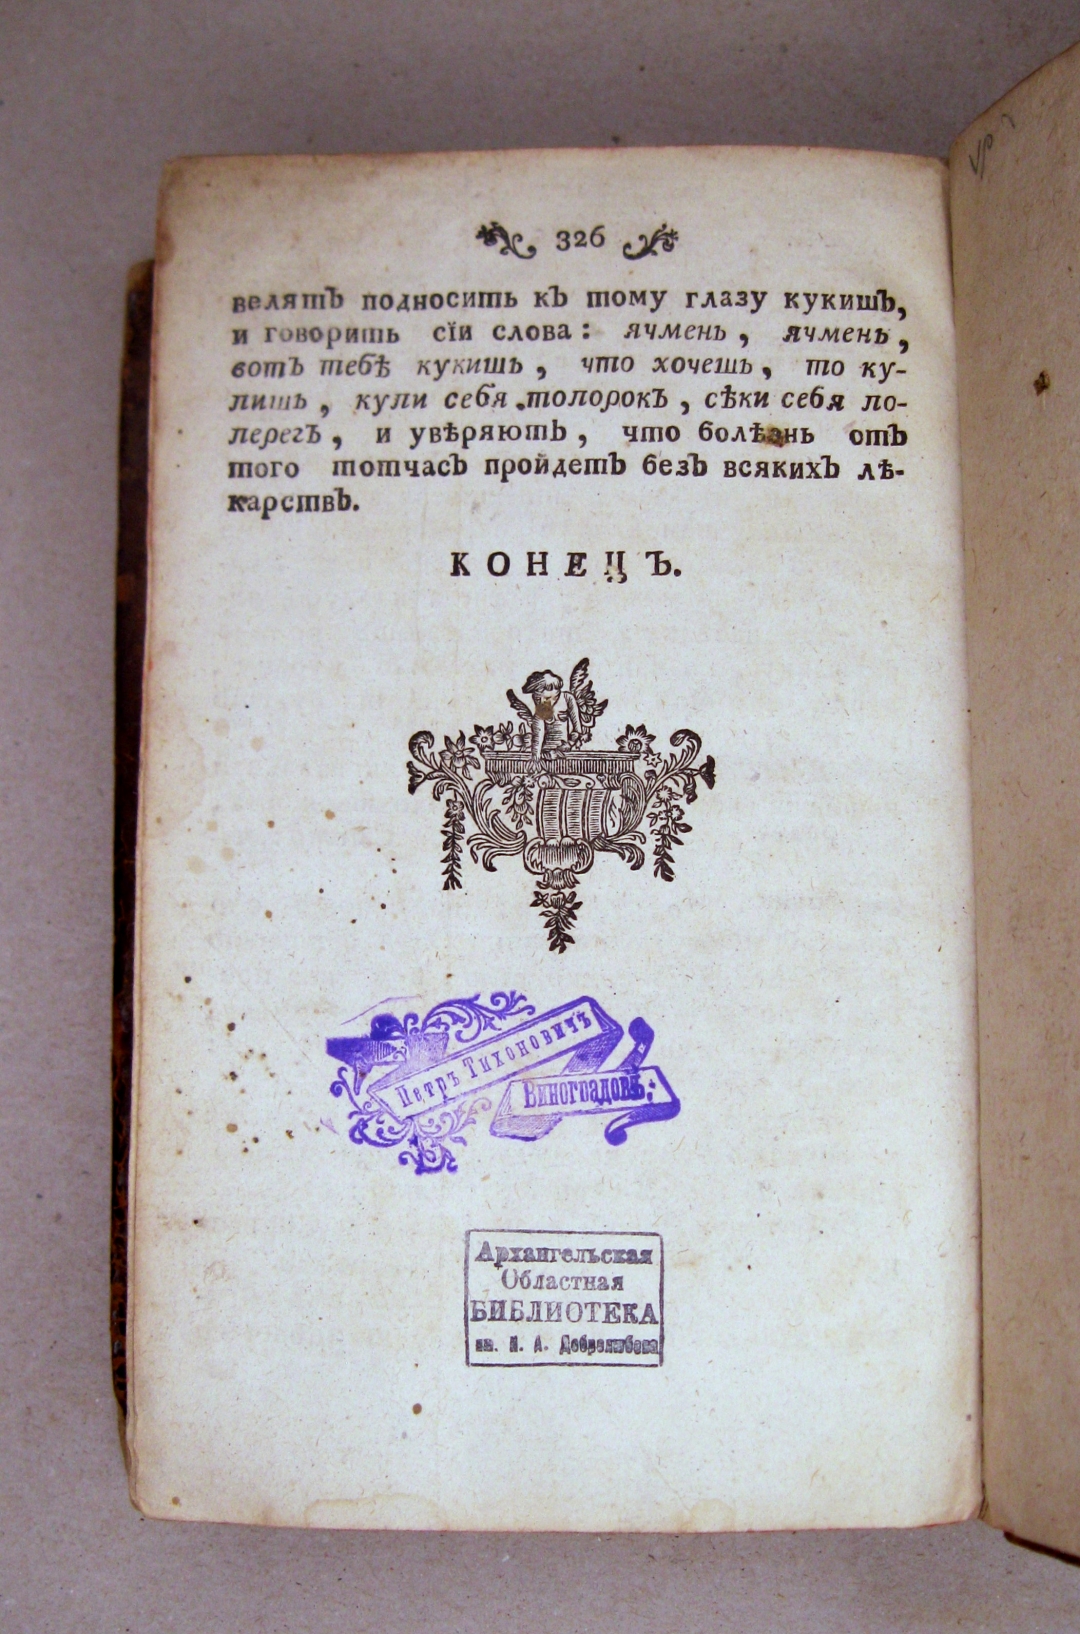 326
велятъ подносить къ тому глазу кукишъ,
и говорить сїи слова: ячмень, ячмень,
вотъ тебѣ кукишь, что хочешь, то ку-
пишь, купи себя топорокъ, сѣки себя по-
перегъ, и увѣряютъ, что болѣзнь отъ
того тотчасъ пройдетъ безъ всякихъ лѣ-
карствъ.
КОНЕЦЪ.
Петръ Тихоновичъ
Виноградовъ.
Архангельская
Областная
БИБЛИОТЕКА
им. Н. А. Добролюбова